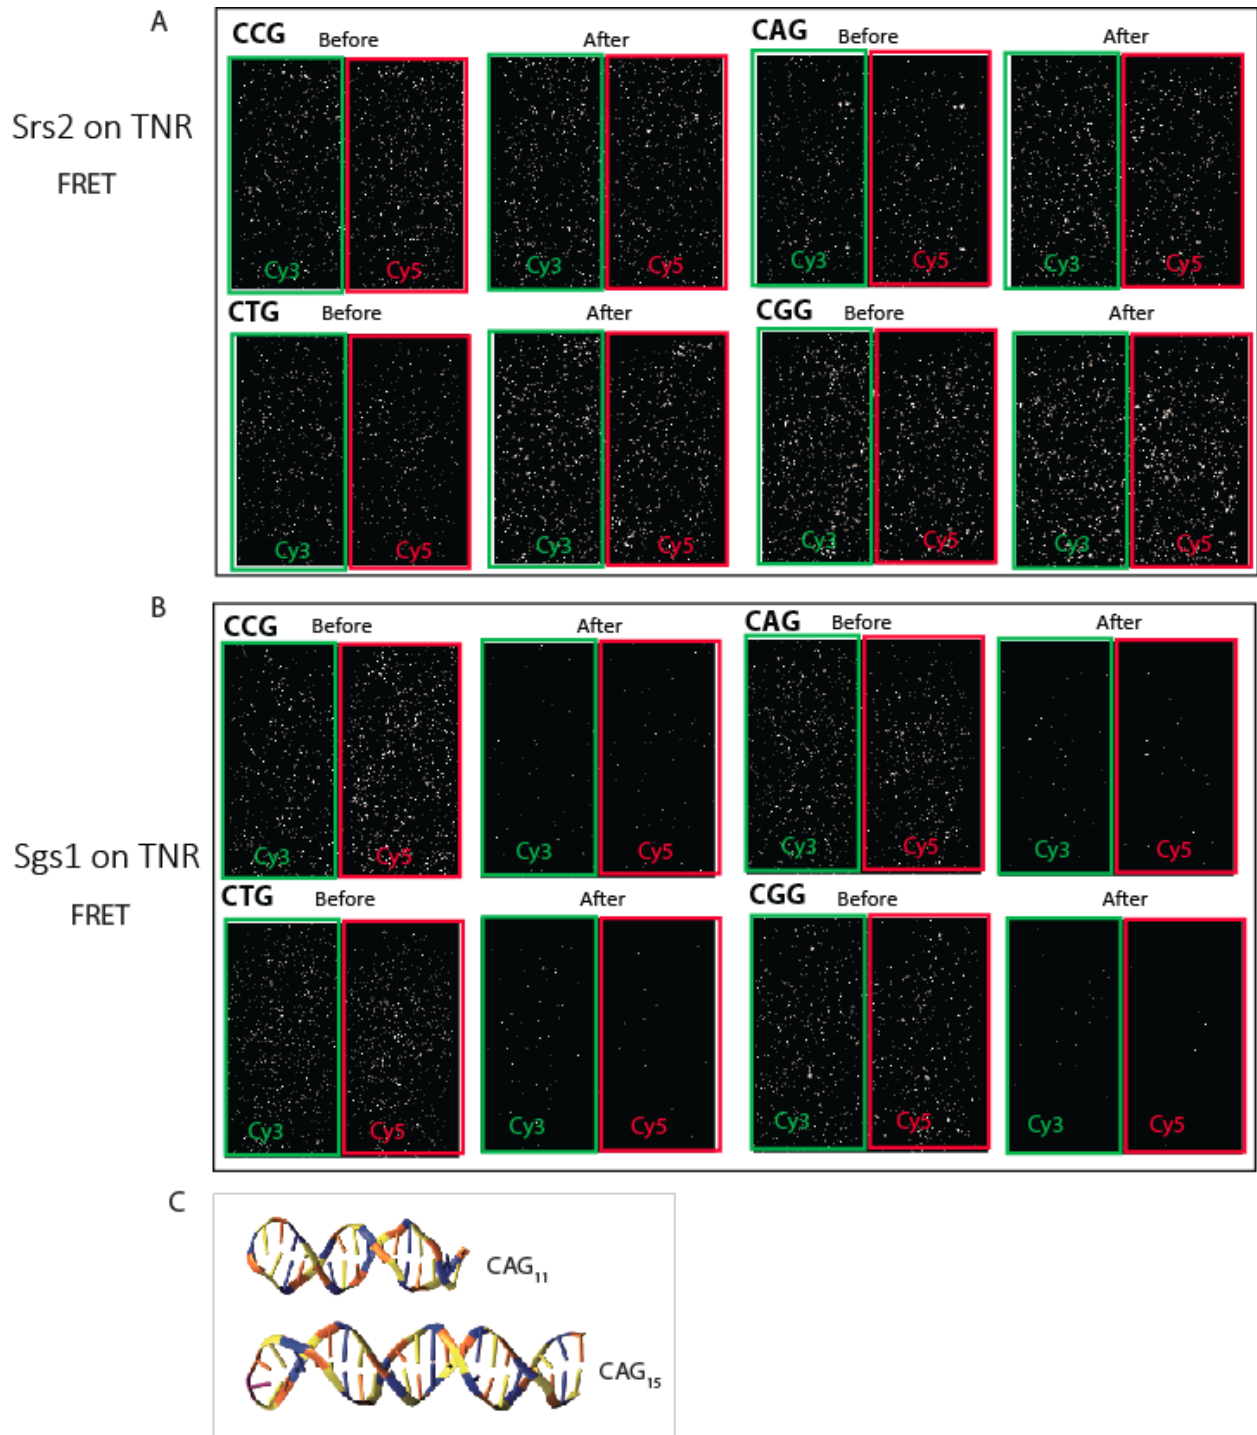 A
CCG Before After CAG Before After
Srs2 on TNR
FRET
Cy3 Cy5 Cy3 Cy5 Cy3 Cy5 Cy3 Cy5
CTG Before After CGG Before After
Cy3 Cy5 Cy3 Cy5 Cy3 Cy5 Cy3 Cy5
B
CCG Before After CAG Before After
Cy3 Cy5 Cy3 Cy5 Cy3 Cy5 Cy3 Cy5
Sgs1 on TNR
FRET
CTG Before After CGG Before After
Cy3 Cy5 Cy3 Cy5 Cy3 Cy5 Cy3 Cy5
C
CAG11
CAG15